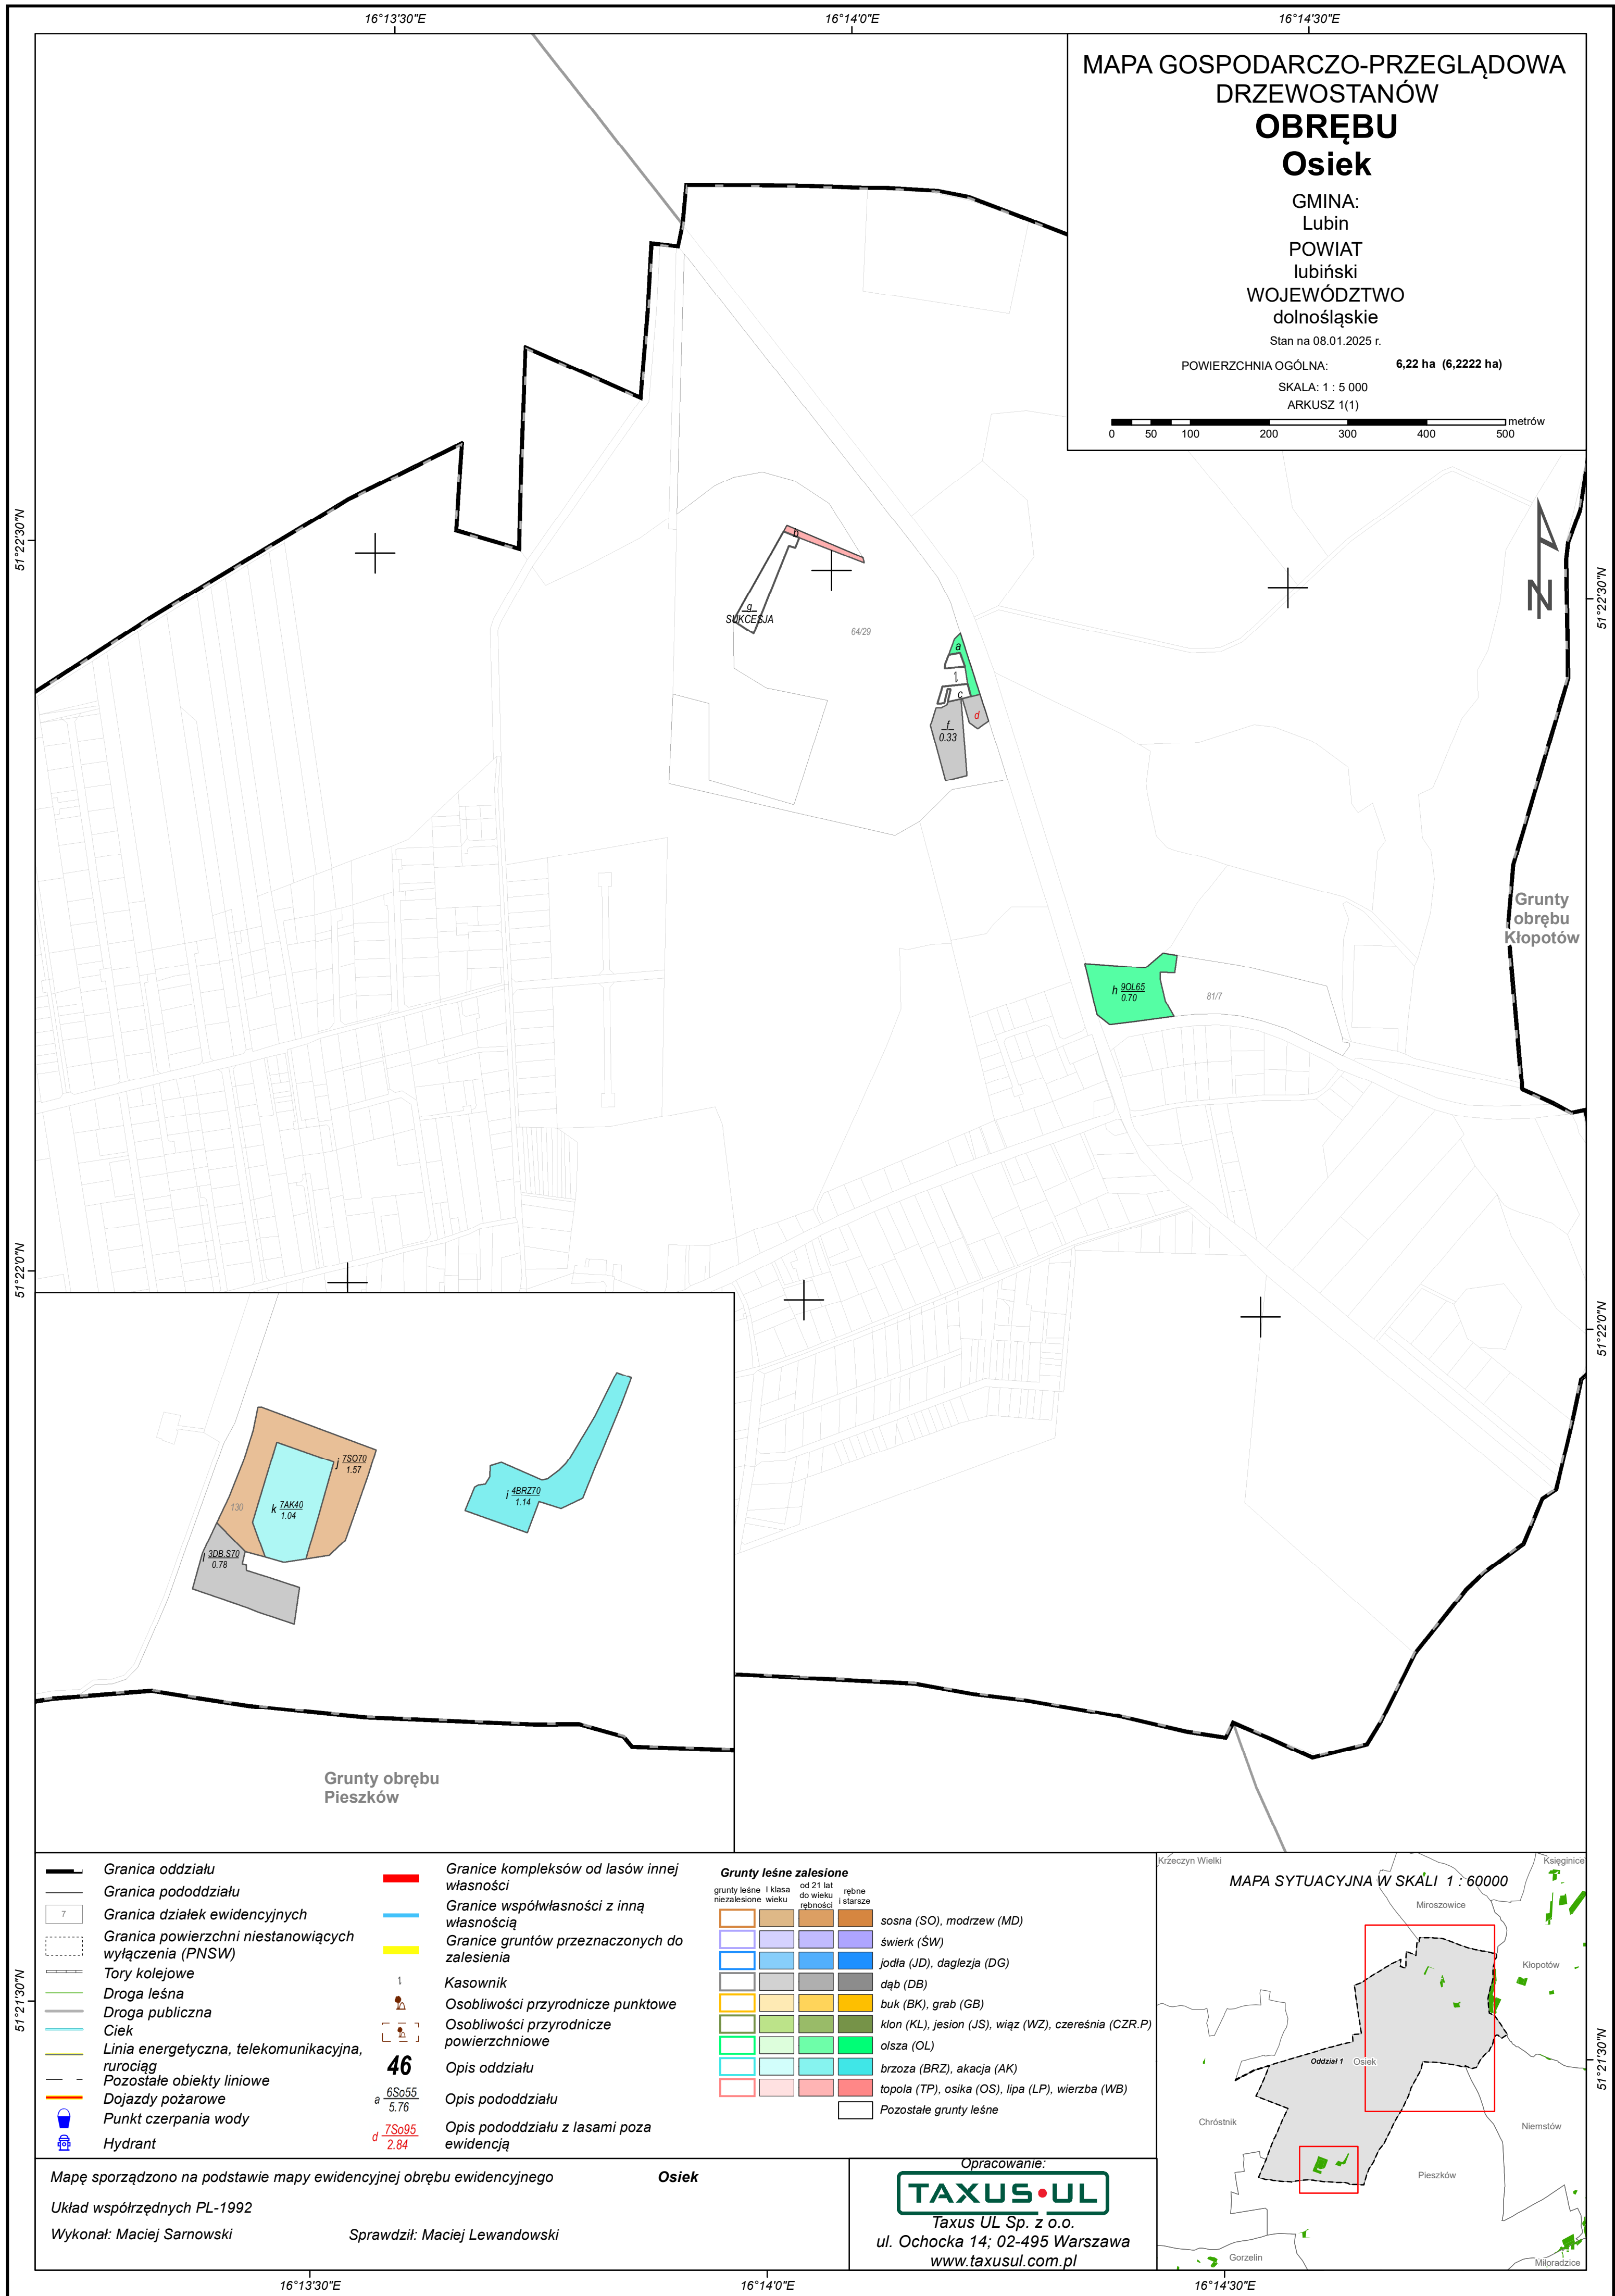 16°13'30"E
16°14'0"E
16°14'30"E
MAPA GOSPODARCZO-PRZEGLĄDOWA
DRZEWOSTANÓW
OBRĘBU
Osiek
GMINA:
Lubin
POWIAT
lubiński
WOJEWÓDZTWO
dolnośląskie
Stan na 08.01.2025 r.
POWIERZCHNIA OGÓLNA: 6,22 ha (6,2222 ha)
SKALA: 1 : 5 000
ARKUSZ 1(1)
0 50 100 200 300 400 500 metrów
51°22'30"N
51°22'30"N
N
b
g
SUKCESJA
64/29
a
c
d
f
0.33
Grunty
obrębu
Kłopotów
h 9OL65
0.70
81/7
51°22'0"N
51°22'0"N
j 7SO70
1.57
130
k 7AK40
1.04
i 4BRZ70
1.14
l 3DB.S70
0.78
Grunty obrębu
Pieszków
51°21'30"N
51°21'30"N
Granica oddziału
Granica pododdziału
7
Granica działek ewidencyjnych
Granica powierzchni niestanowiących
wyłączenia (PNSW)
Tory kolejowe
Droga leśna
Droga publiczna
Ciek
Linia energetyczna, telekomunikacyjna,
rurociąg
Pozostałe obiekty liniowe
Dojazdy pożarowe
Punkt czerpania wody
Hydrant
Granice kompleksów od lasów innej
własności
Granice współwłasności z inną
własnością
Granice gruntów przeznaczonych do
zalesienia
Kasownik
Osobliwości przyrodnicze punktowe
Osobliwości przyrodnicze
powierzchniowe
46 Opis oddziału
a 6So55
5.76
Opis pododdziału
d 7So95
2.84
Opis pododdziału z lasami poza
ewidencją
Grunty leśne zalesione
grunty leśne
niezalesione
I klasa
wieku
od 21 lat
do wieku
rębności
rębne
i starsze
sosna (SO), modrzew (MD)
świerk (ŚW)
jodła (JD), daglezja (DG)
dąb (DB)
buk (BK), grab (GB)
klon (KL), jesion (JS), wiąz (WZ), czereśnia (CZR.P)
olsza (OL)
brzoza (BRZ), akacja (AK)
topola (TP), osika (OS), lipa (LP), wierzba (WB)
Pozostałe grunty leśne
MAPA SYTUACYJNA W SKALI 1 : 60000
Krzeczyn Wielki
Księginice
Miroszowice
Kłopotów
Oddział 1 Osiek
Chróstnik
Niemstów
Pieszków
Gorzelin
Miłoradzice
Mapę sporządzono na podstawie mapy ewidencyjnej obrębu ewidencyjnego Osiek
Układ współrzędnych PL-1992
Wykonał: Maciej Sarnowski Sprawdził: Maciej Lewandowski
Opracowanie:
TAXUS UL
Taxus UL Sp. z o.o.
ul. Ochocka 14; 02-495 Warszawa
www.taxusul.com.pl
16°13'30"E
16°14'0"E
16°14'30"E